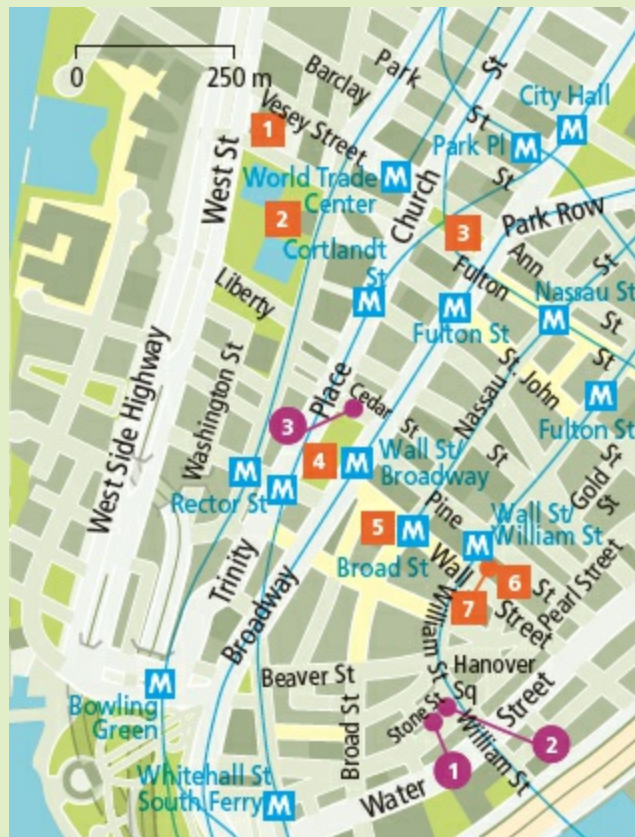 0
250 m
Barclay
Park
St
City Hall
M
1
Vesey Street
St
Park Pl
M
West St
World Trade
Center
M
Church
St
2
3
Park Row
Cortlandt
St
M
Ann
Fulton
St
Liberty
Fulton St
M
Nassau St
M
St
St. John
St
West Side Highway
Washington St
Place
Cedar
St
3
Nassau
St
Fulton St
M
Gold St
St
4
Wall St/
Broadway
M
Rector St
M
M
Pine
St
Wall St/
William St
M
5
Broad St
M
Wall
Street
6
7
Pearl Street
Trinity
Broadway
William St
Beaver St
Hanover
Sq
Street
M
Bowling
Green
Broad St
Stone St
William St
1
2
Whitehall St
South Ferry
M
Water